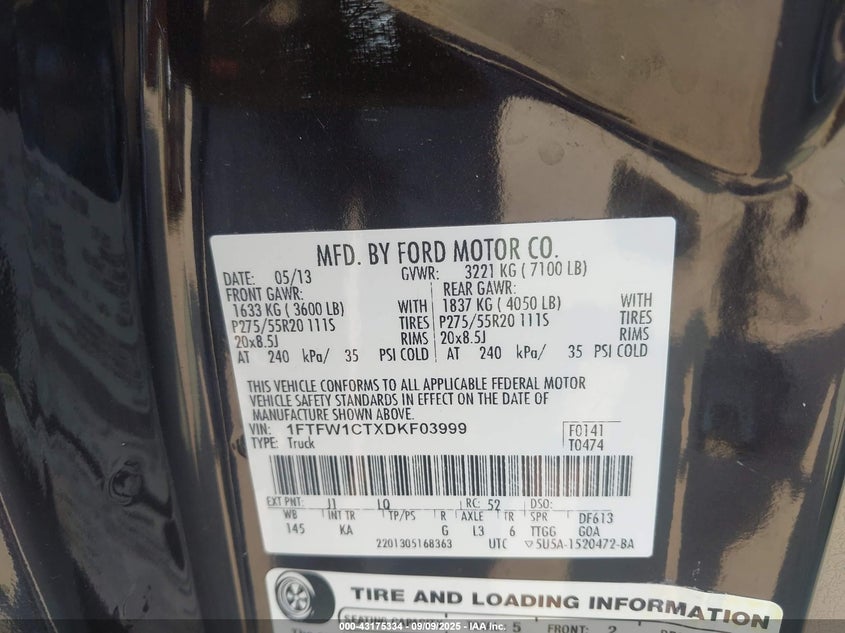 MFD. BY FORD MOTOR CO.
DATE: 05/13 GVWR: 3221 KG ( 7100 LB)
FRONT GAWR: REAR GAWR:
1633 KG ( 3600 LB) WITH 1837 KG ( 4050 LB) WITH
P275/55R20 111S TIRES P275/55R20 111S TIRES
20x8.5J RIMS 20x8.5J RIMS
AT 240 kPa/ 35 PSI COLD AT 240 kPa/ 35 PSI COLD
THIS VEHICLE CONFORMS TO ALL APPLICABLE FEDERAL MOTOR
VEHICLE SAFETY STANDARDS IN EFFECT ON THE DATE OF
MANUFACTURE SHOWN ABOVE.
VIN: 1FTFW1CTXDKF03999 F0141
TYPE: Truck T0474
EXT PNT: J1 LQ RC: 52 DSO:
WB INT TR TP/PS R AXLE TR SPR DF613
145 KA G L3 6 TTGG GOA
2201305168363 UTC ▽5U5A-1520472-BA
TIRE AND LOADING INFORMATION
5 FRONT: 2
000-43175334 - 09/09/2025 - IAA Inc.